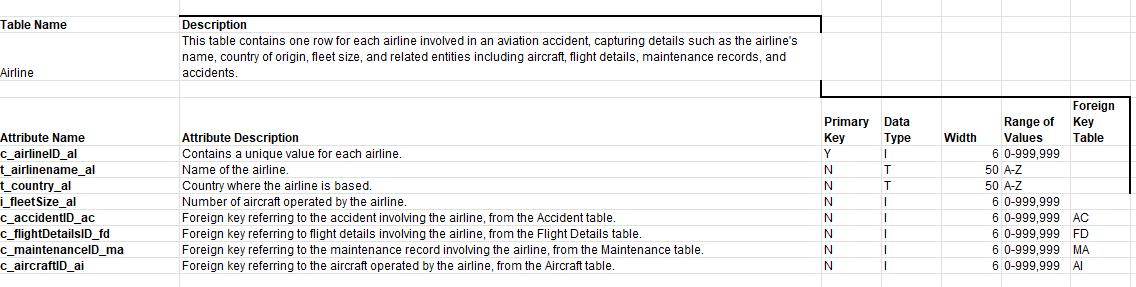 Table Name Description
This table contains one row for each airline involved in an aviation accident, capturing details such as the airline's
name, country of origin, fleet size, and related entities including aircraft, flight details, maintenance records, and
Airline accidents.
Foreign
Primary Data Range of Key
Attribute Name Attribute Description Key Type Width Values Table
c_airlineID_al Contains a unique value for each airline. Y I 6 0-999,999
t_airlinename_al Name of the airline. N T 50 A-Z
t_country_al Country where the airline is based. N T 50 A-Z
i_fleetSize_al Number of aircraft operated by the airline. N I 6 0-999,999
c_accidentID_ac Foreign key referring to the accident involving the airline, from the Accident table. N I 6 0-999,999 AC
c_flightDetailsID_fd Foreign key referring to flight details involving the airline, from the Flight Details table. N I 6 0-999,999 FD
c_maintenanceID_ma Foreign key referring to the maintenance record involving the airline, from the Maintenance table. N I 6 0-999,999 MA
c_aircraftID_ai Foreign key referring to the aircraft operated by the airline, from the Aircraft table. N I 6 0-999,999 AI